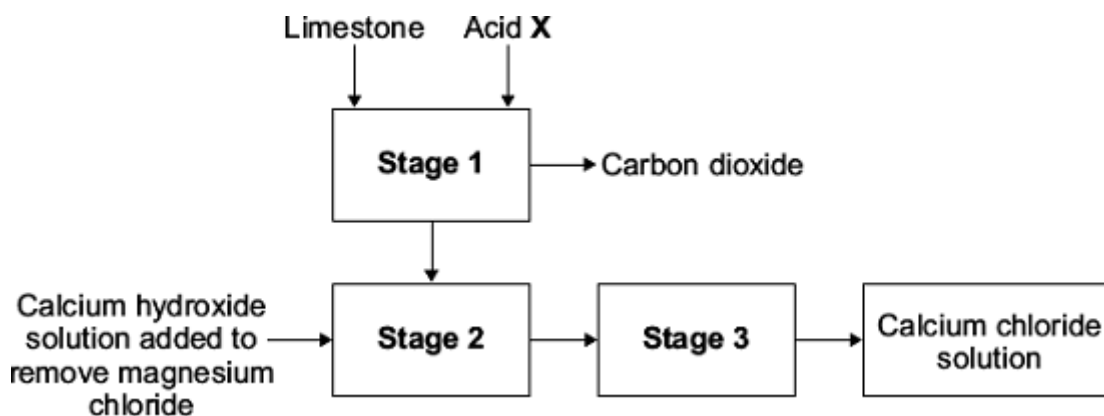 Limestone
Acid X
Stage 1
Carbon dioxide
Calcium hydroxide
solution added to
remove magnesium
chloride
Stage 2
Stage 3
Calcium chloride
solution